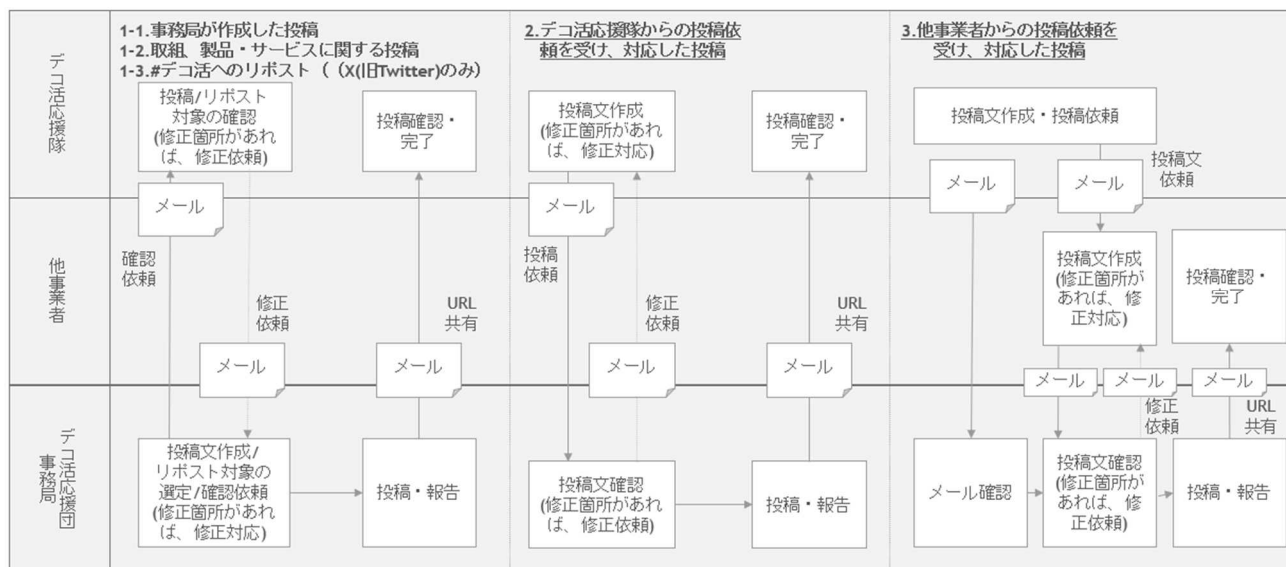 デコ活応援隊
1-1.事務局が作成した投稿
1-2.取組、製品・サービスに関する投稿
1-3.#デコ活へのリポスト（（X(旧Twitter)のみ）
投稿/リポスト
対象の確認
(修正箇所があれ
ば、修正依頼)
投稿確認・
完了
2.デコ活応援隊からの投稿依
頼を受け、対応した投稿
投稿文作成
(修正箇所があれ
ば、修正対応)
投稿確認・
完了
3.他事業者からの投稿依頼を
受け、対応した投稿
投稿文作成・投稿依頼
投稿文
依頼
メール
メール
メール
メール
他事業者
確認
依頼
修正
依頼
URL
共有
メール
メール
投稿
依頼
修正
依頼
URL
共有
メール
メール
投稿文作成
(修正箇所が
あれば、修
正対応)
投稿確認・
完了
メール
メール
メール
修正
依頼
URL
共有
デコ活応援団
事務局
投稿文作成/
リポスト対象の
選定/確認依頼
(修正箇所があれ
ば、修正対応)
投稿・報告
投稿文確認
(修正箇所があれ
ば、修正依頼)
投稿・報告
メール確認
投稿文確認
(修正箇所が
あれば、修
正依頼)
投稿・報告